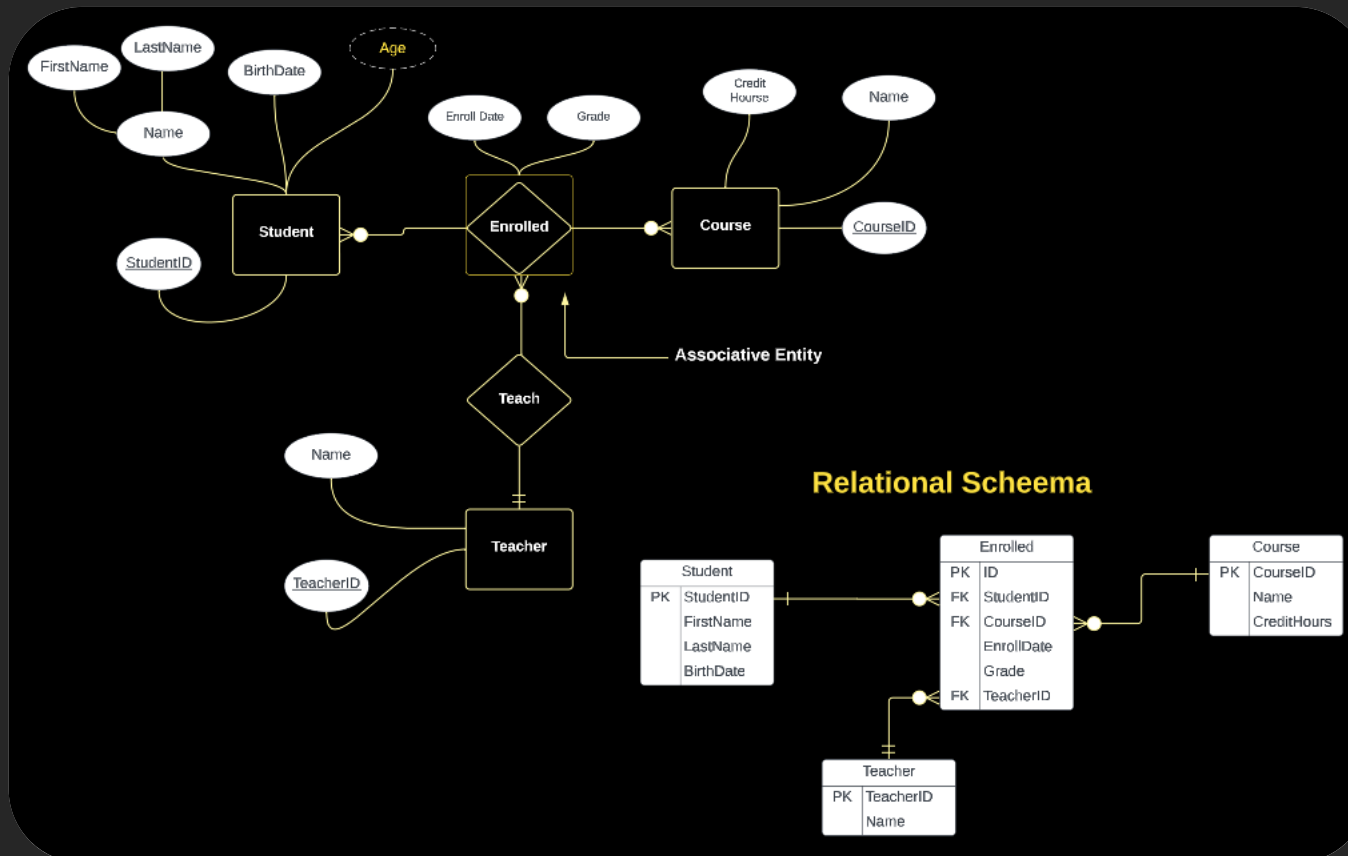 LastName
Age
FirstName
BirthDate
Name
Enroll Date
Grade
Credit
Hourse
Name
Student
Enrolled
Course
CourseID
StudentID
Associative Entity
Teach
Name
Teacher
TeacherID
Relational Scheema
Student
PK StudentID
FirstName
LastName
BirthDate
Enrolled
PK ID
FK StudentID
FK CourseID
EnrollDate
Grade
FK TeacherID
Course
PK CourseID
Name
CreditHours
Teacher
PK TeacherID
Name